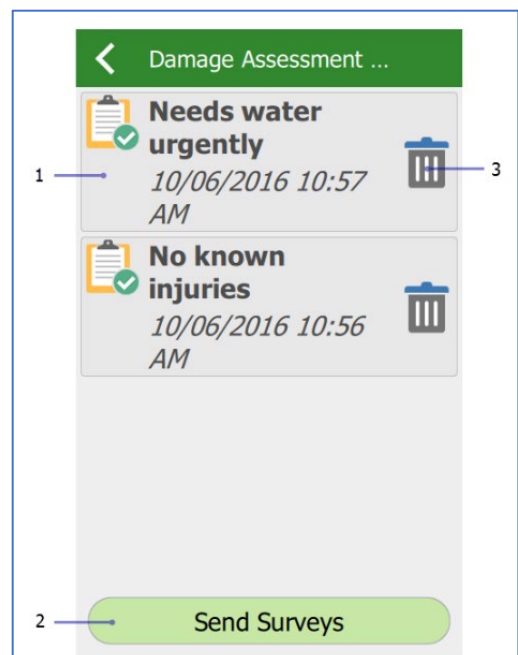 Damage Assessment ...
Needs water
urgently
1
10/06/2016 10:57
AM
3
No known
injuries
10/06/2016 10:56
AM
2
Send Surveys